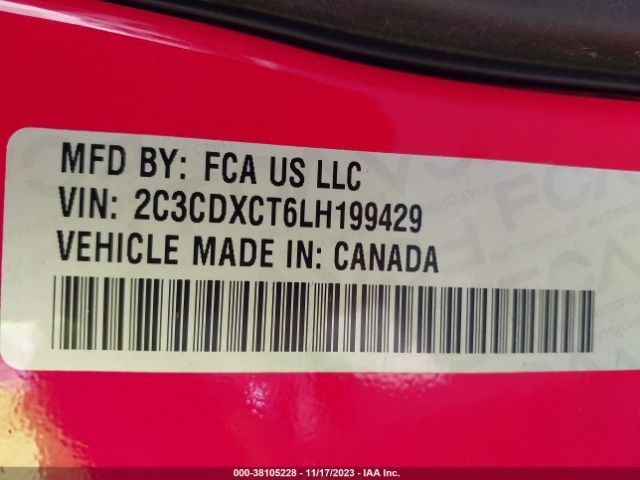 MFD BY: FCA US LLC
VIN: 2C3CDXCT6LH199429
VEHICLE MADE IN: CANADA
000-38105228 - 11/17/2023 - IAA Inc.